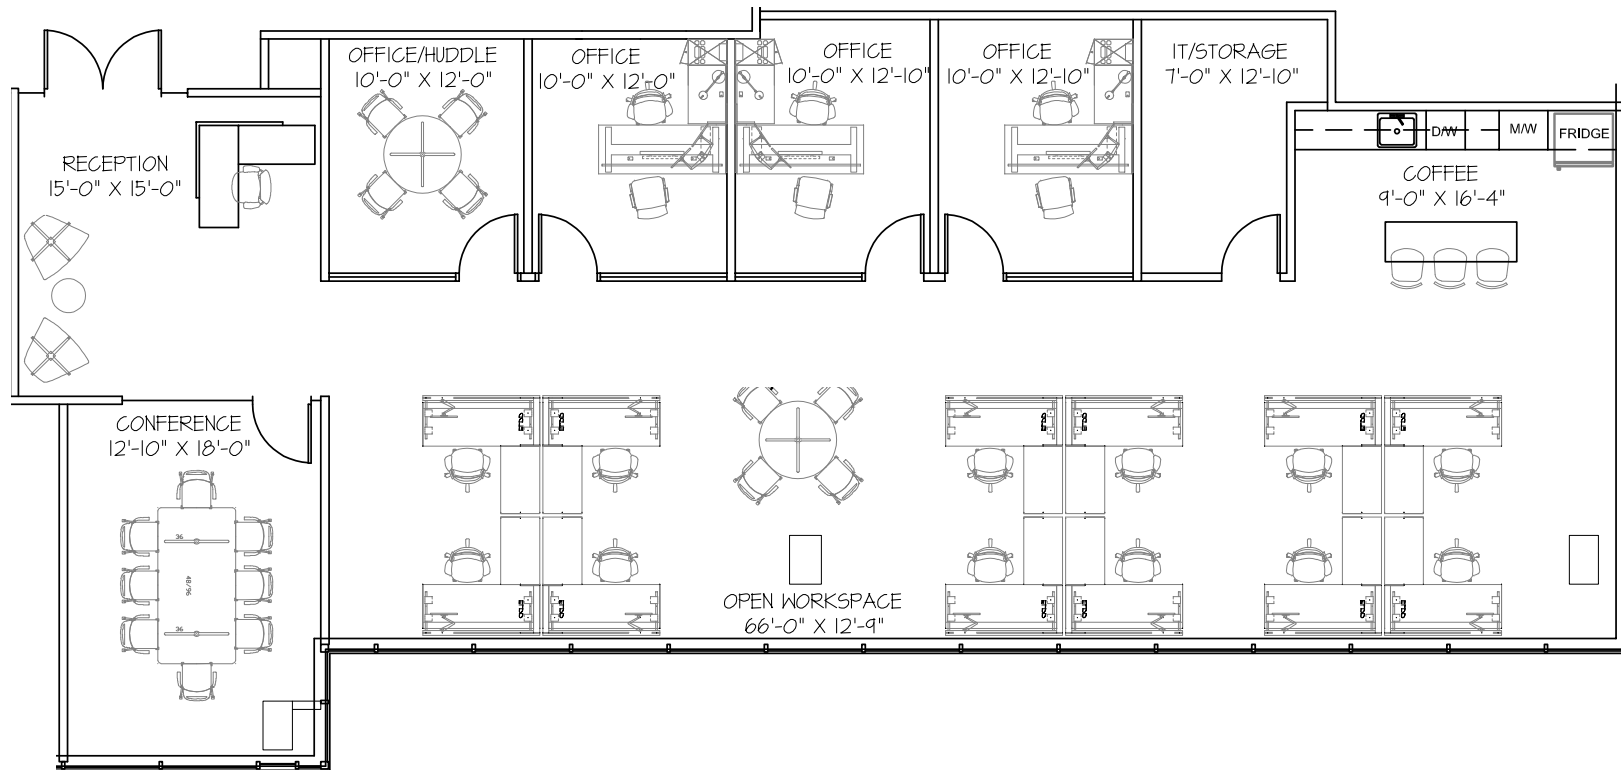 OFFICE/HUDDLE
10'-0" X 12'-0"
OFFICE
10'-0" X 12'-0"
OFFICE
10'-0" X 12'-10"
OFFICE
10'-0" X 12'-10"
IT/STORAGE
7'-0" X 12'-10"
D/W
M/W
FRIDGE
RECEPTION
15'-0" X 15'-0"
COFFEE
9'-0" X 16'-4"
CONFERENCE
12'-10" X 18'-0"
36
48/96
36
OPEN WORKSPACE
66'-0" X 12'-9"